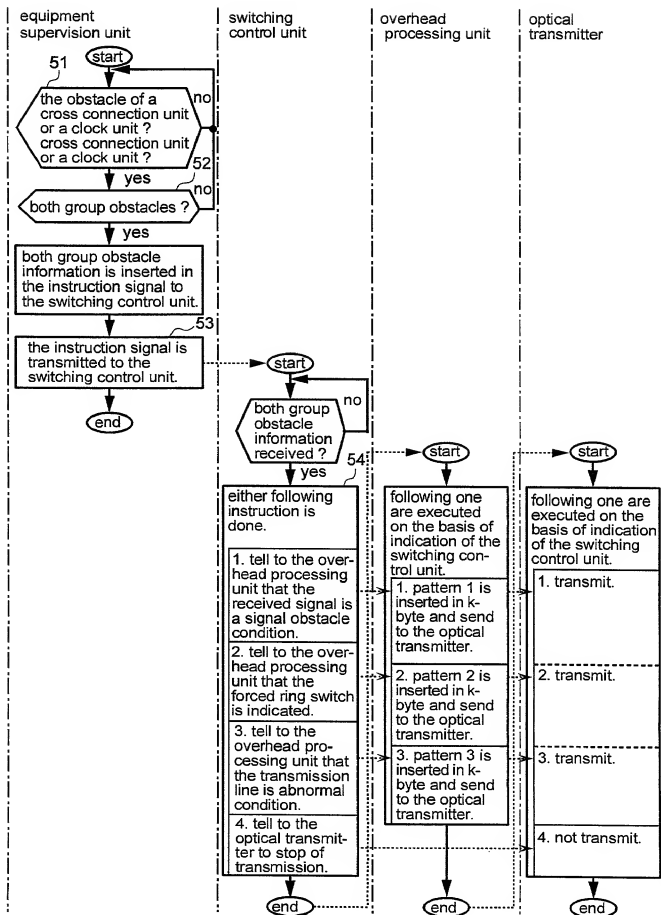 equipment
supervision unit
switching
control unit
overhead
processing unit
optical
transmitter
start
51
the obstacle of a
cross connection unit
or a clock unit ?
cross connection unit
or a clock unit ?
no
yes
52
both group obstacles ?
no
yes
both group obstacle
information is inserted in
the instruction signal to
the switching control unit.
53
the instruction signal is
transmitted to the
switching control unit.
end
start
both group
obstacle
information
received ?
no
yes
54
either following
instruction is
done.
1. tell to the over-
head processing
unit that the
received signal is
a signal obstacle
condition.
2. tell to the over-
head processing
unit that the
forced ring switch
is indicated.
3. tell to the
overhead pro-
cessing unit that
the transmission
line is abnormal
condition.
4. tell to the
optical transmit-
ter to stop of
transmission.
end
start
following one
are executed
on the basis of
indication of the
switching con-
trol unit.
1. pattern 1 is
inserted in k-
byte and send
to the optical
transmitter.
2. pattern 2 is
inserted in k-
byte and send
to the optical
transmitter.
3. pattern 3 is
inserted in k-
byte and send
to the optical
transmitter.
end
start
following one are
executed on the
basis of indication
of the switching
control unit.
1. transmit.
2. transmit.
3. transmit.
4. not transmit.
end